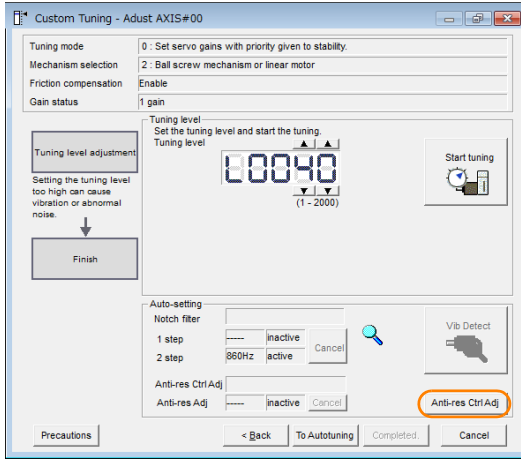 Custom Tuning - Adust AXIS#00
Tuning mode 0 : Set servo gains with priority given to stability.
Mechanism selection 2 : Ball screw mechanism or linear motor
Friction compensation Enable
Gain status 1 gain
Tuning level adjustment
Setting the tuning level
too high can cause
vibration or abnormal
noise.
Finish
Tuning level
Set the tuning level and start the tuning.
Tuning level
L0040
(1 - 2000)
Start tuning
Auto-setting
Notch filter
1 step ----- inactive
2 step 860Hz active
Cancel
Vib Detect
Anti-res Ctrl Adj
Anti-res Adj ----- inactive Cancel
Anti-res Ctrl Adj
Precautions < Back To Autotuning Completed. Cancel